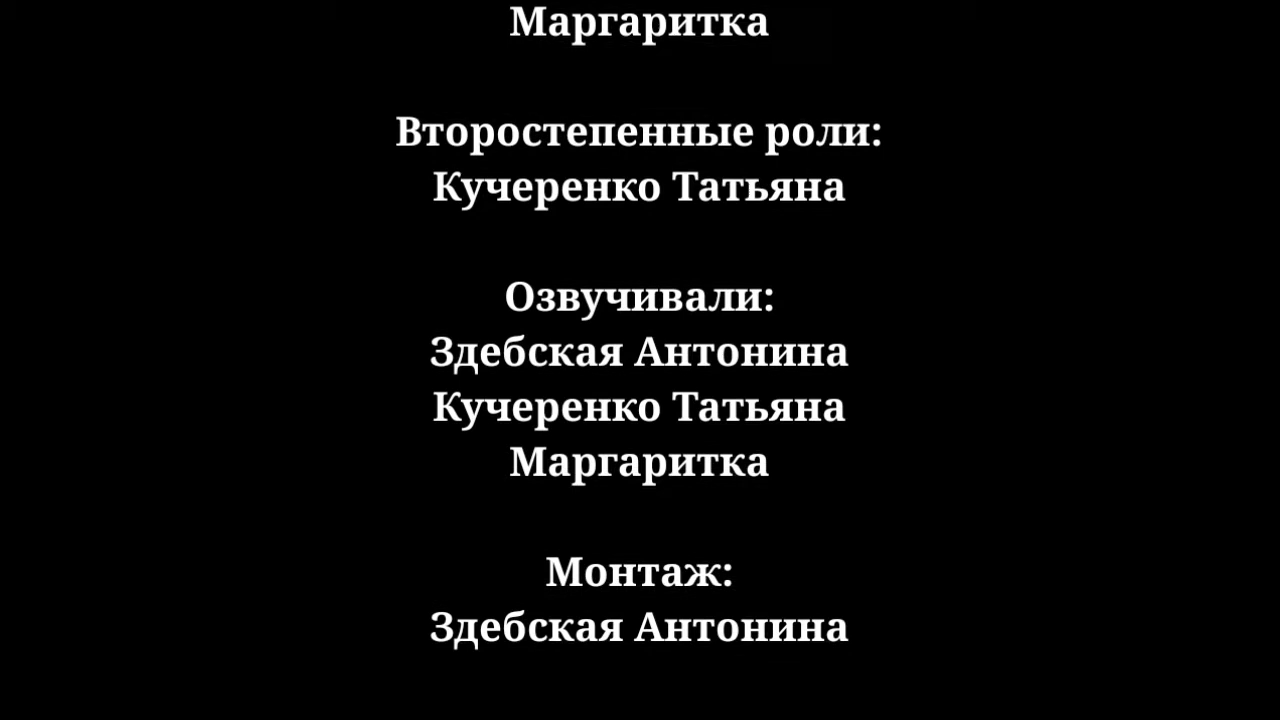 Маргаритка
Второстепенные роли:
Кучеренко Татьяна
Озвучивали:
Здебская Антонина
Кучеренко Татьяна
Маргаритка
Монтаж:
Здебская Антонина